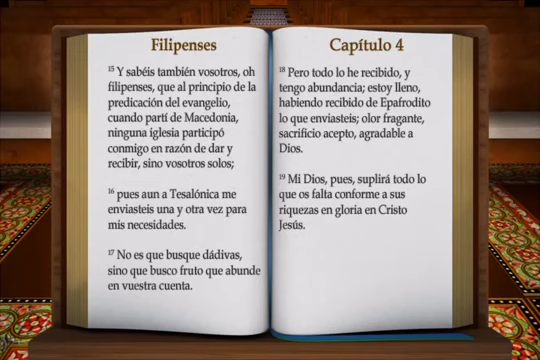 Filipenses
15 Y sabéis también vosotros, oh
filipenses, que al principio de la
predicación del evangelio,
cuando partí de Macedonia,
ninguna iglesia participó
conmigo en razón de dar y
recibir, sino vosotros solos;
16 pues aun a Tesalónica me
enviasteis una y otra vez para
mis necesidades.
17 No es que busque dádivas,
sino que busco fruto que abunde
en vuestra cuenta.
Capítulo 4
18 Pero todo lo he recibido, y
tengo abundancia; estoy lleno,
habiendo recibido de Epafrodito
lo que enviasteis; olor fragante,
sacrificio acepto, agradable a
Dios.
19 Mi Dios, pues, suplirá todo lo
que os falta conforme a sus
riquezas en gloria en Cristo
Jesús.